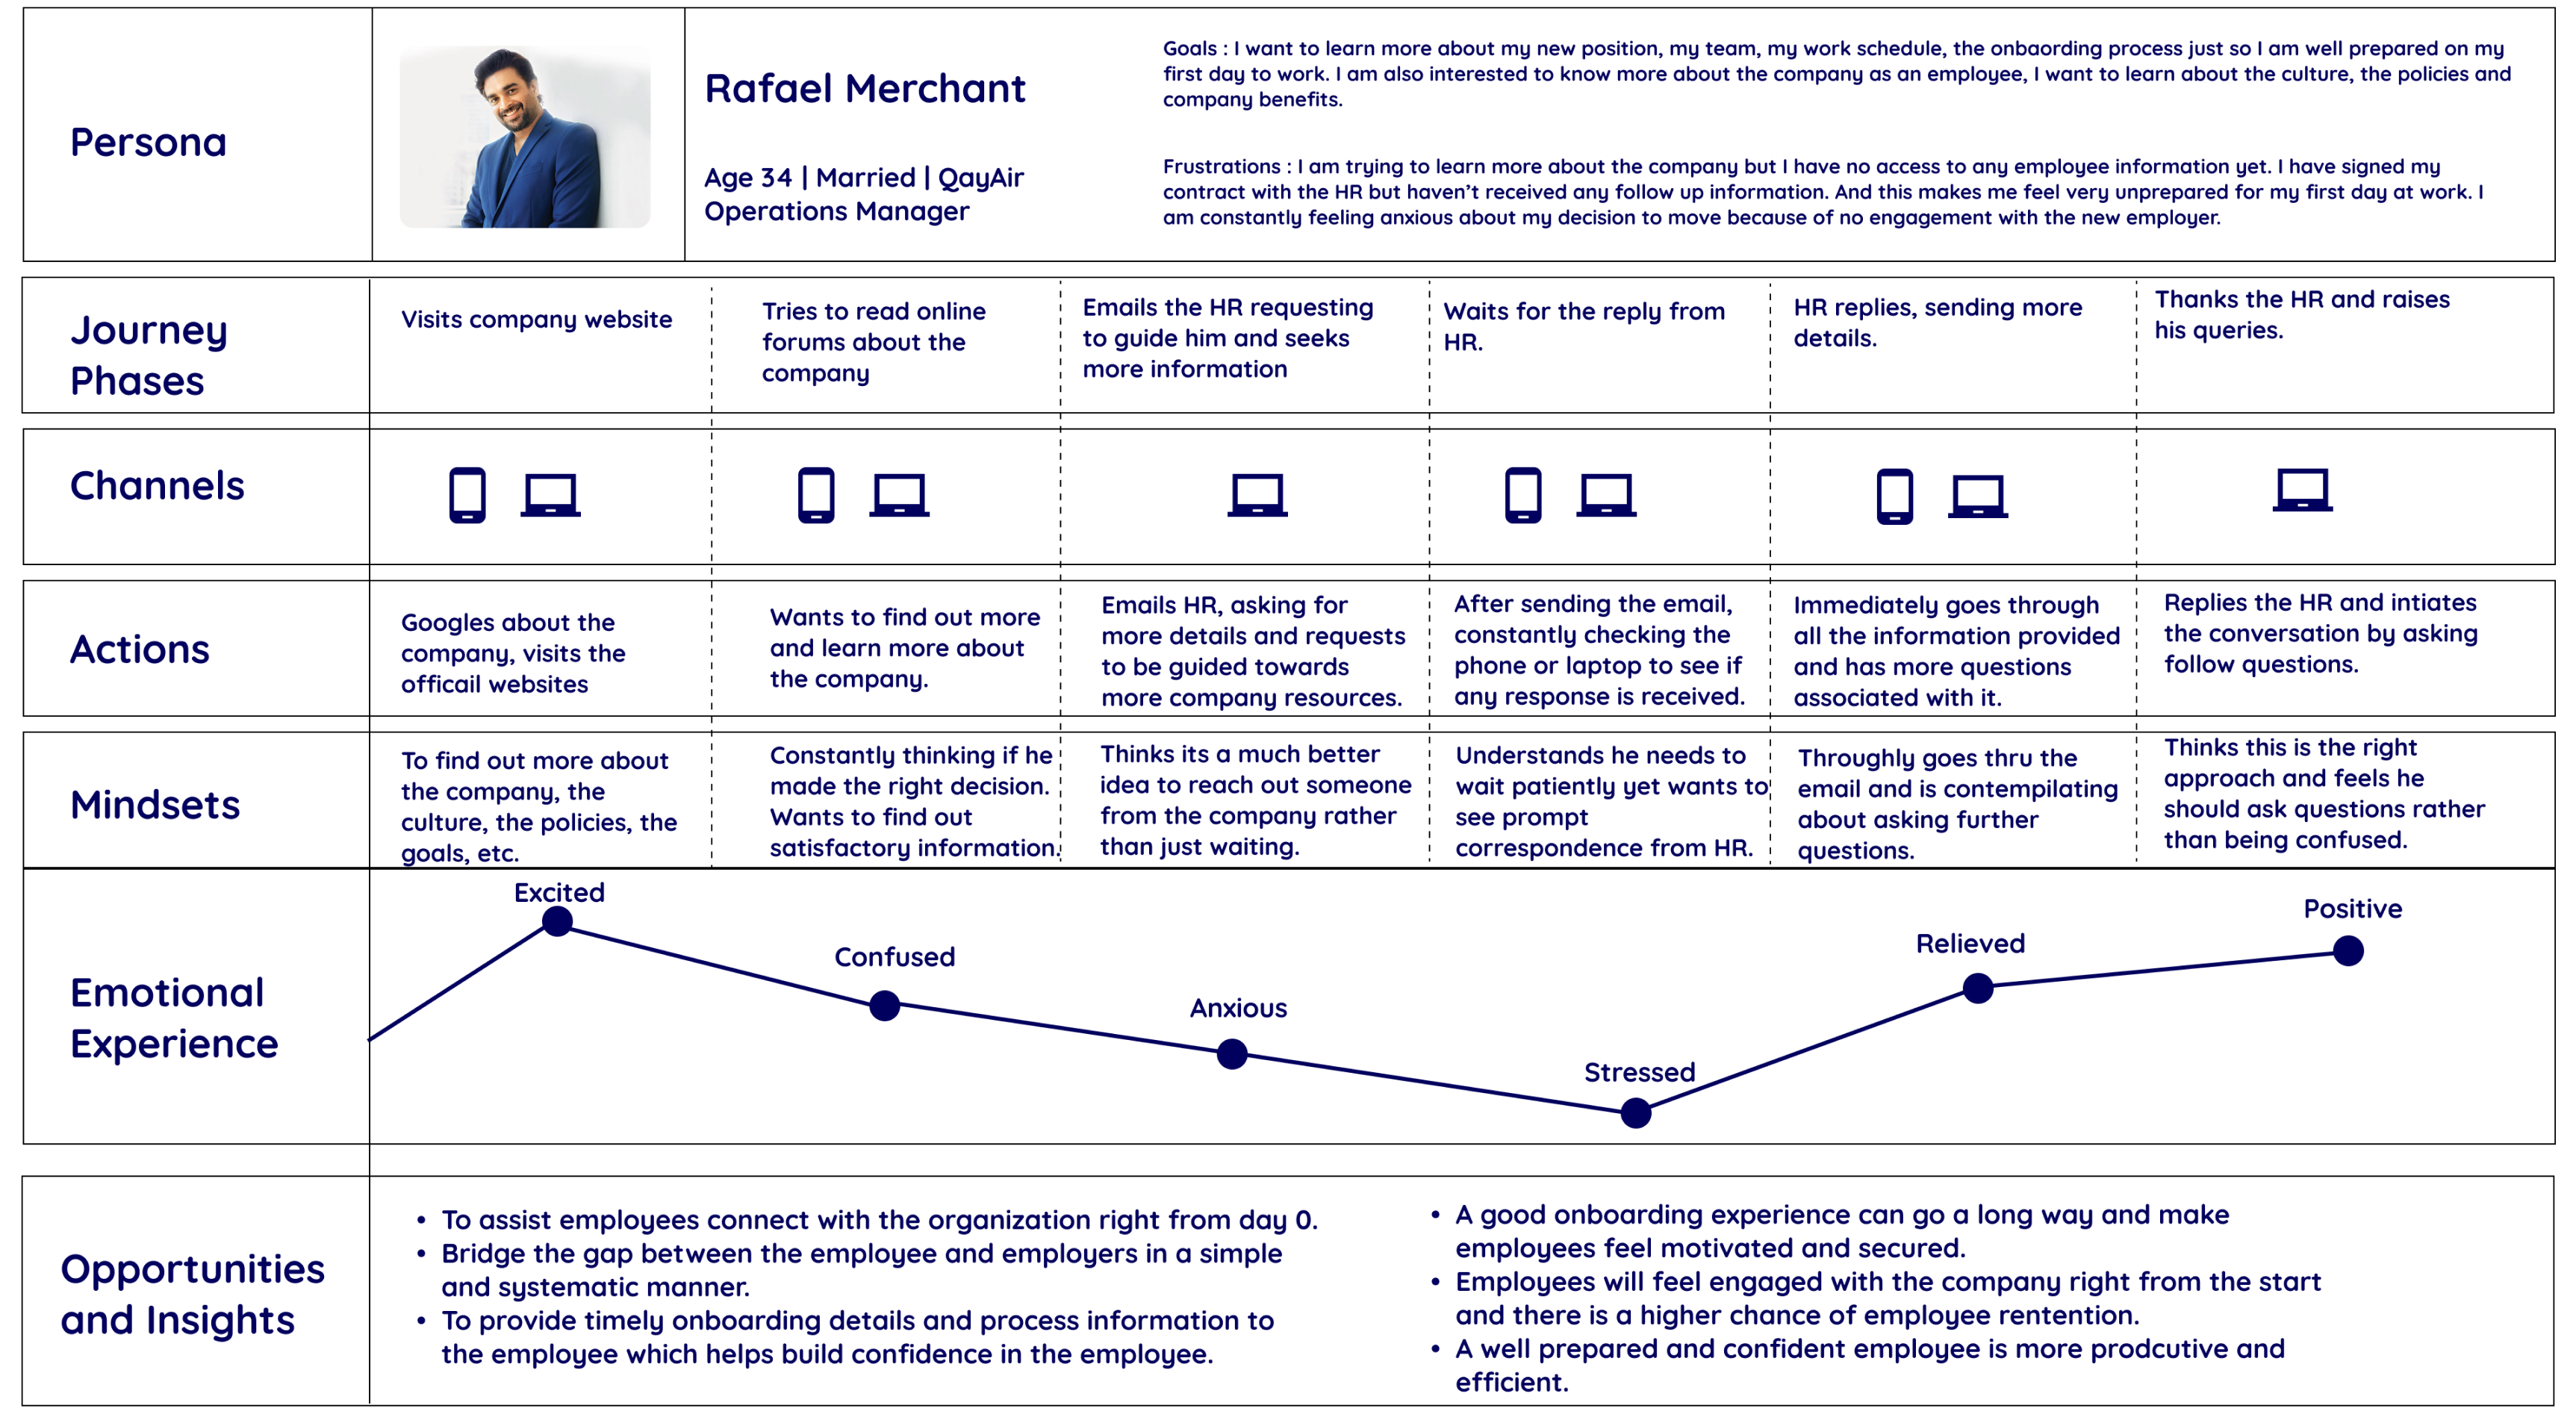 Persona
Rafael Merchant
Age 34 | Married | QayAir
Operations Manager
Goals : I want to learn more about my new position, my team, my work schedule, the onbaording process just so I am well prepared on my
first day to work. I am also interested to know more about the company as an employee, I want to learn about the culture, the policies and
company benefits.
Frustrations : I am trying to learn more about the company but I have no access to any employee information yet. I have signed my
contract with the HR but haven’t received any follow up information. And this makes me feel very unprepared for my first day at work. I
am constantly feeling anxious about my decision to move because of no engagement with the new employer.
Journey
Phases
Visits company website
Tries to read online
forums about the
company
Emails the HR requesting
to guide him and seeks
more information
Waits for the reply from
HR.
HR replies, sending more
details.
Thanks the HR and raises
his queries.
Channels
Actions
Googles about the
company, visits the
officail websites
Wants to find out more
and learn more about
the company.
Emails HR, asking for
more details and requests
to be guided towards
more company resources.
After sending the email,
constantly checking the
phone or laptop to see if
any response is received.
Immediately goes through
all the information provided
and has more questions
associated with it.
Replies the HR and intiates
the conversation by asking
follow questions.
Mindsets
To find out more about
the company, the
culture, the policies, the
goals, etc.
Constantly thinking if he
made the right decision.
Wants to find out
satisfactory information.
Thinks its a much better
idea to reach out someone
from the company rather
than just waiting.
Understands he needs to
wait patiently yet wants to
see prompt
correspondence from HR.
Throughly goes thru the
email and is contempilating
about asking further
questions.
Thinks this is the right
approach and feels he
should ask questions rather
than being confused.
Emotional
Experience
Excited
Confused
Anxious
Stressed
Relieved
Positive
Opportunities
and Insights
• To assist employees connect with the organization right from day 0.
• Bridge the gap between the employee and employers in a simple
and systematic manner.
• To provide timely onboarding details and process information to
the employee which helps build confidence in the employee.
• A good onboarding experience can go a long way and make
employees feel motivated and secured.
• Employees will feel engaged with the company right from the start
and there is a higher chance of employee rentention.
• A well prepared and confident employee is more prodcutive and
efficient.